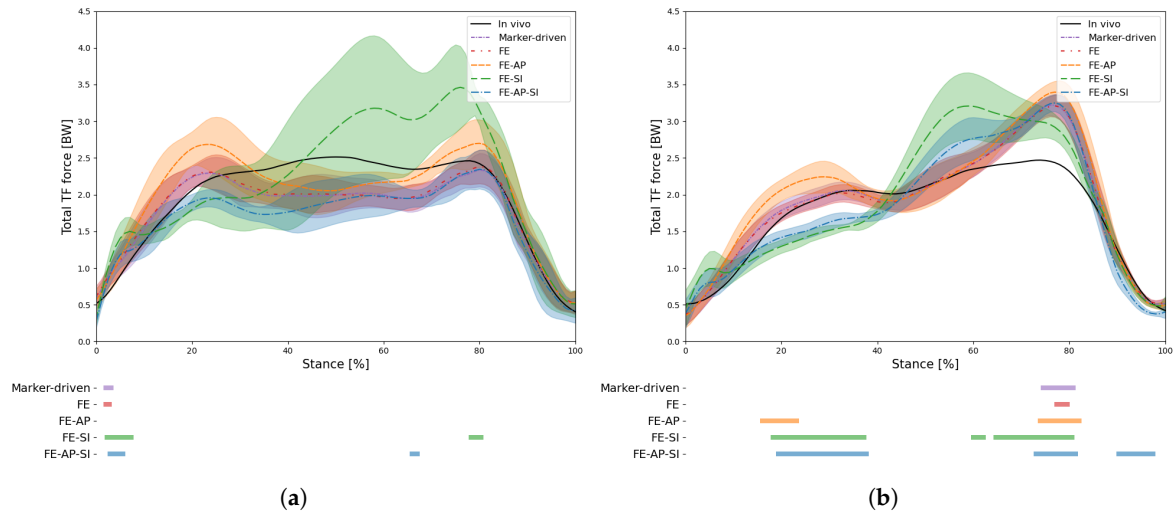 4.5
4.0
3.5
3.0
2.5
2.0
1.5
1.0
0.5
0.0
Total TTF force [BW]
In vivo
Marker-driven
FE
FE-AP
FE-SI
FE-AP-SI
0 20 40 60 80 100
Stance [%]
Marker-driven
FE
FE-AP
FE-SI
FE-AP-SI
(a)
4.5
4.0
3.5
3.0
2.5
2.0
1.5
1.0
0.5
0.0
Total TTF force [BW]
In vivo
Marker-driven
FE
FE-AP
FE-SI
FE-AP-SI
0 20 40 60 80 100
Stance [%]
Marker-driven
FE
FE-AP
FE-SI
FE-AP-SI
(b)